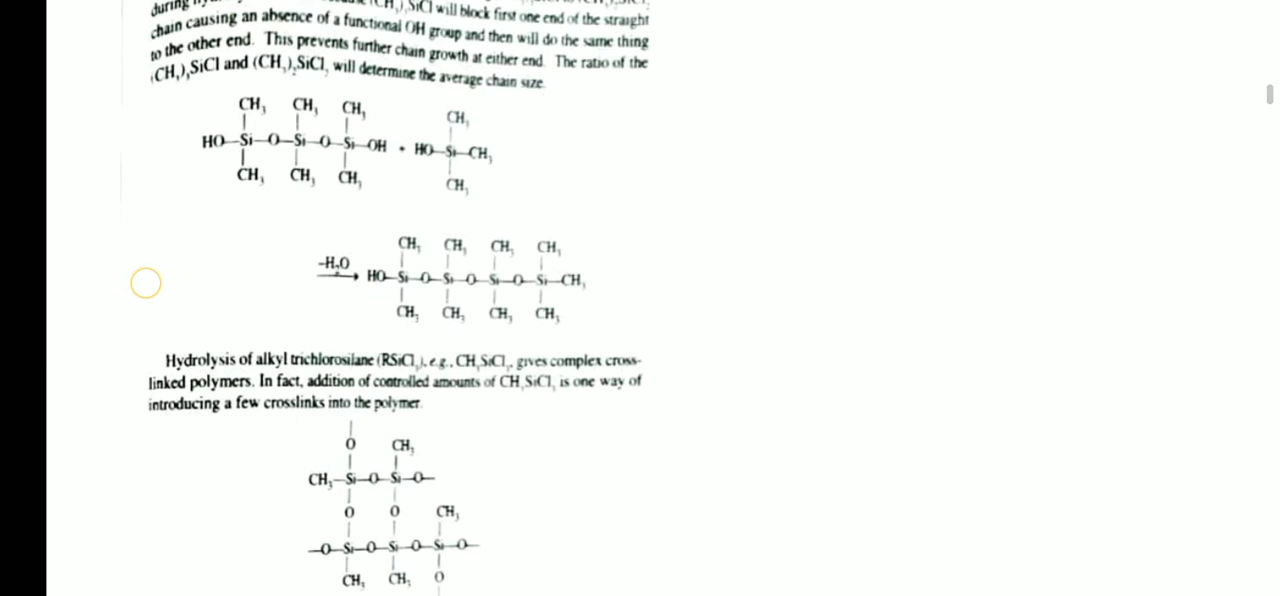 during
CH₃)₃SiCl will block first one end of the straight
chain causing an absence of a functional OH group and then will do the same thing
to the other end. This prevents further chain growth at either end. The ratio of the
(CH₃)₃SiCl and (CH₃)₂SiCl₂ will determine the average chain size.
CH₃ CH₃ CH₃ CH₃
HO—Si—O—Si—O—Si—OH + HO—Si—CH₃
CH₃ CH₃ CH₃ CH₃
CH₃ CH₃ CH₃ CH₃
–H₂O → HO—Si—O—Si—O—Si—O—Si—CH₃
CH₃ CH₃ CH₃ CH₃
Hydrolysis of alkyl trichlorosilane (RSiCl₃), e.g., CH₃SiCl₃, gives complex cross-
linked polymers. In fact, addition of controlled amounts of CH₃SiCl₃ is one way of
introducing a few crosslinks into the polymer.
O CH₃
CH₃—Si—O—Si—O—
O O CH₃
—O—Si—O—Si—O—Si—O—
CH₃ CH₃ O